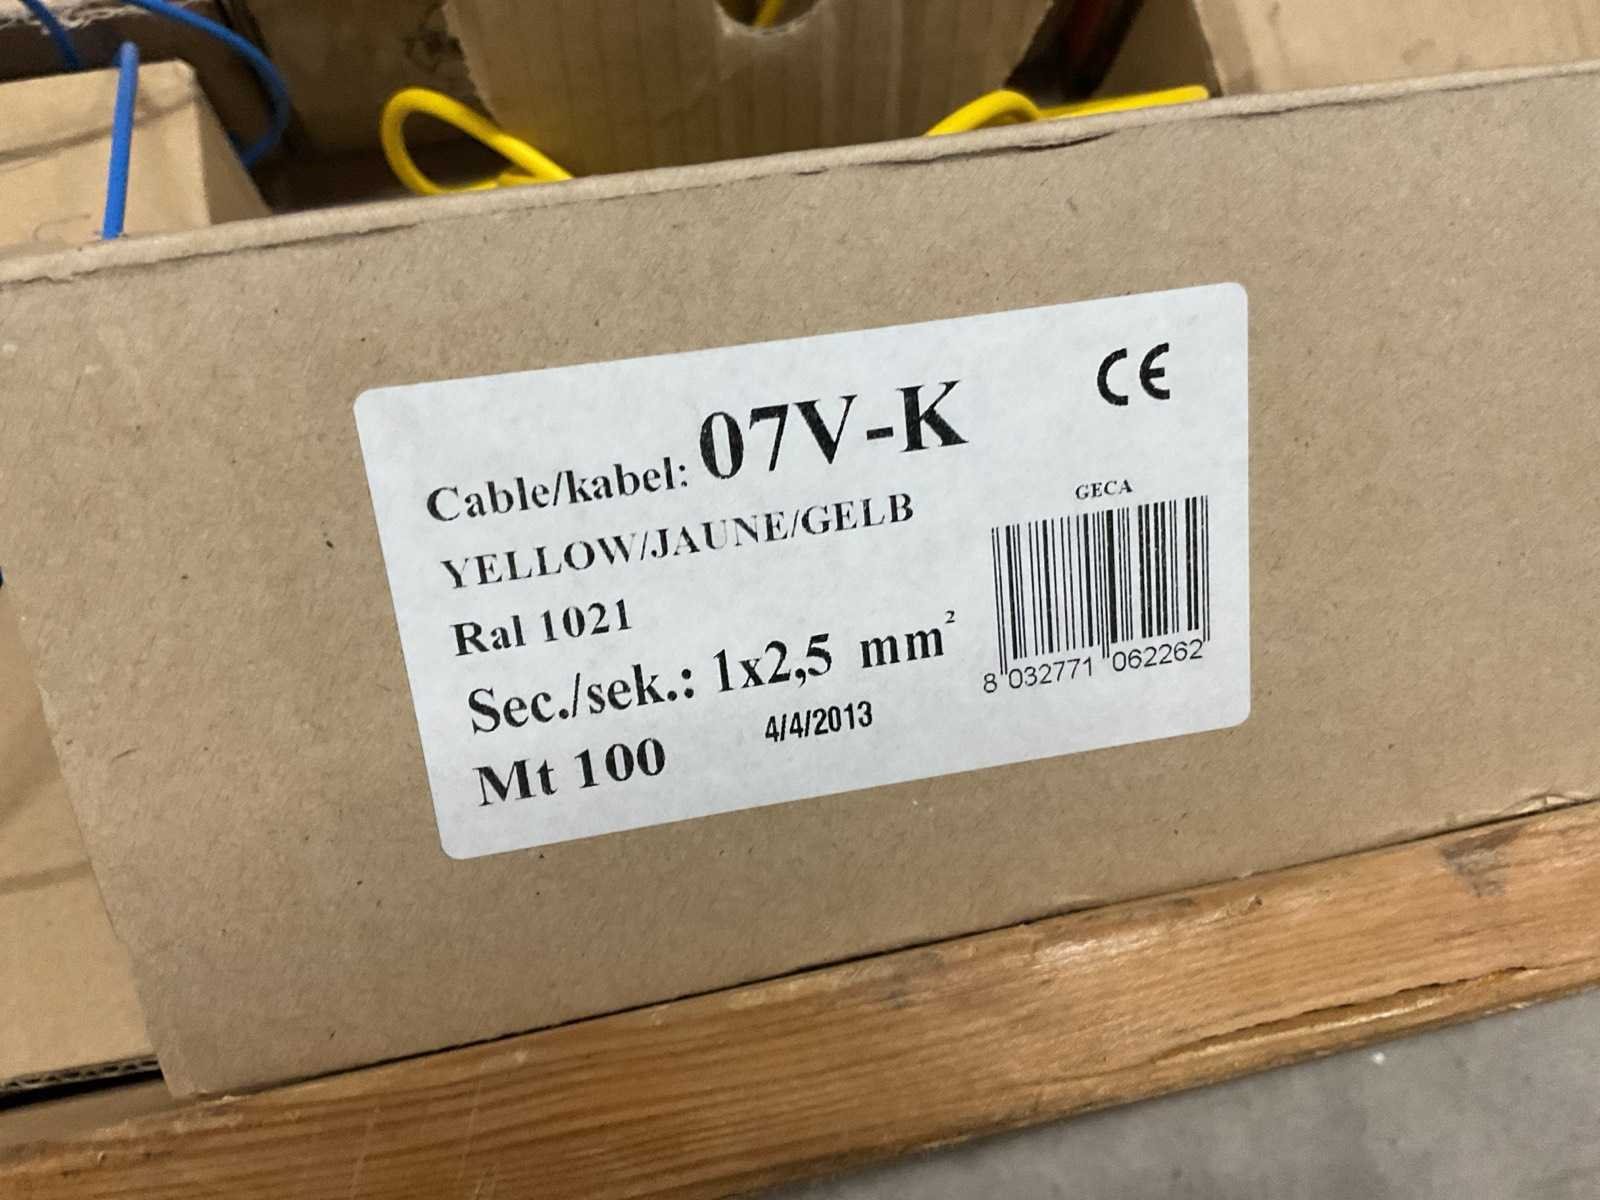 CE
Cable/kabel: 07V-K
YELLOW/JAUNE/GELB
Ral 1021
Sec./sek.: 1x2,5 mm²
Mt 100
4/4/2013
GECA
8 032771 062262